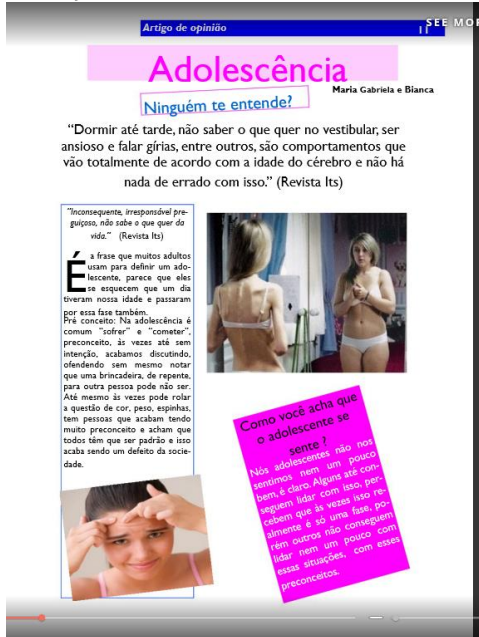 SEE MOR
Artigo de opinião 11
Adolescência
Maria Gabriela e Bianca
Ninguém te entende?
“Dormir até tarde, não saber o que quer no vestibular, ser
ansioso e falar gírias, entre outros, são comportamentos que
vão totalmente de acordo com a idade do cérebro e não há
nada de errado com isso.” (Revista Its)
“Inconsequente, irresponsável pre-
guiçoso, não sabe o que quer da
vida.” (Revista Its)
É a frase que muitos adultos
usam para definir um ado-
lescente, parece que eles
se esquecem que um dia
tiveram nossa idade e passaram
por essa fase também.
Pré conceito: Na adolescência é
comum “sofrer” e “cometer”,
preconceito, às vezes até sem
intenção, acabamos discutindo,
ofendendo sem mesmo notar
que uma brincadeira, de repente,
para outra pessoa pode não ser.
Até mesmo às vezes pode rolar
a questão de cor, peso, espinhas,
tem pessoas que acabam tendo
muito preconceito e acham que
todos têm que ser padrão e isso
acaba sendo um defeito da socie-
dade.
Como você acha que
o adolescente se
sente ?
Nós adolescentes não nos
sentimos nem um pouco
bem, é claro. Alguns até con-
seguem lidar com isso, per-
cebem que às vezes isso re-
almente é só uma fase, po-
rém outros não conseguem
lidar nem um pouco com
essas situações, com esses
preconceitos.